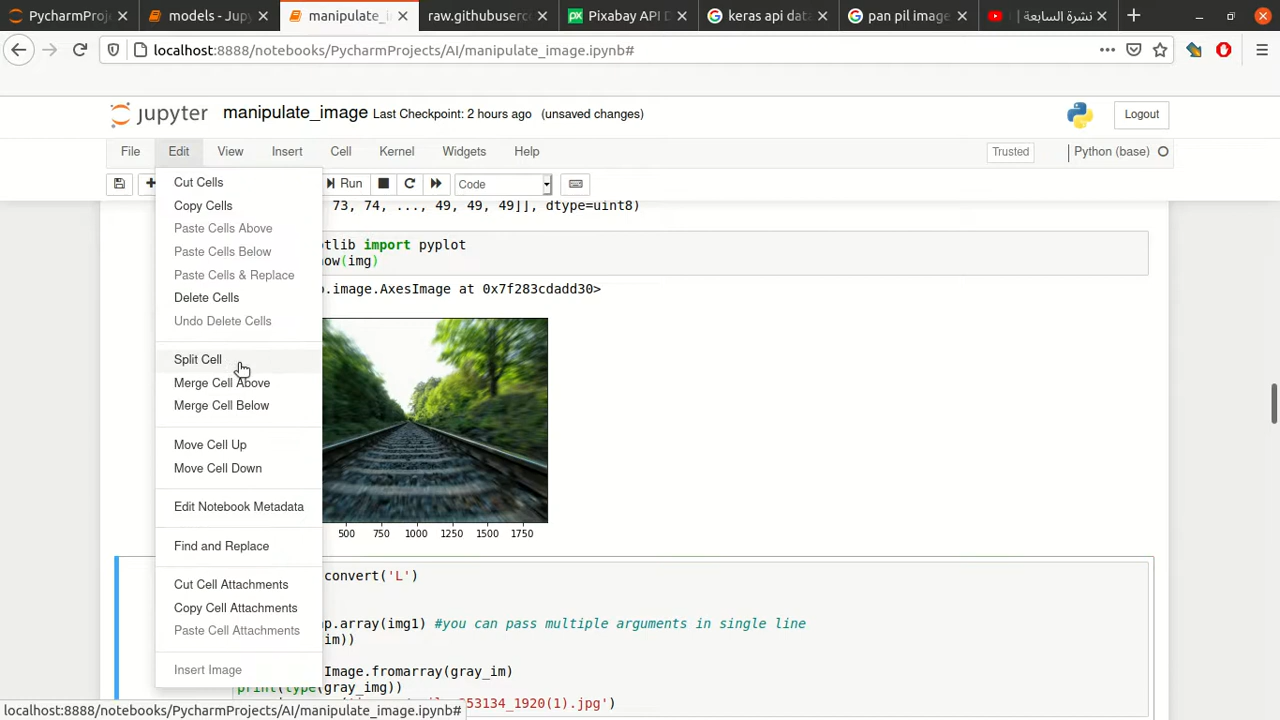 PycharmProj
models - Jupy
manipulate_i
raw.githubuserc
Pixabay API D
keras api data
pan pil image
نشرة السابعة |
localhost:8888/notebooks/PycharmProjects/AI/manipulate_image.ipynb#
jupyter manipulate_image Last Checkpoint: 2 hours ago (unsaved changes)
Logout
File Edit View Insert Cell Kernel Widgets Help
Trusted
Python (base)
Run
Code
Cut Cells
Copy Cells
Paste Cells Above
Paste Cells Below
Paste Cells & Replace
Delete Cells
Undo Delete Cells
Split Cell
Merge Cell Above
Merge Cell Below
Move Cell Up
Move Cell Down
Edit Notebook Metadata
Find and Replace
Cut Cell Attachments
Copy Cell Attachments
Paste Cell Attachments
Insert Image
73, 74, ..., 49, 49, 49]], dtype=uint8)
otlib import pyplot
how(img)
b.image.AxesImage at 0x7f283cdadd30>
500 750 1000 1250 1500 1750
convert('L')
np.array(img1) #you can pass multiple arguments in single line
im))
Image.fromarray(gray_im)
print(type(gray_img))
953134_1920(1).jpg')
localhost:8888/notebooks/PycharmProjects/AI/manipulate_image.ipynb#